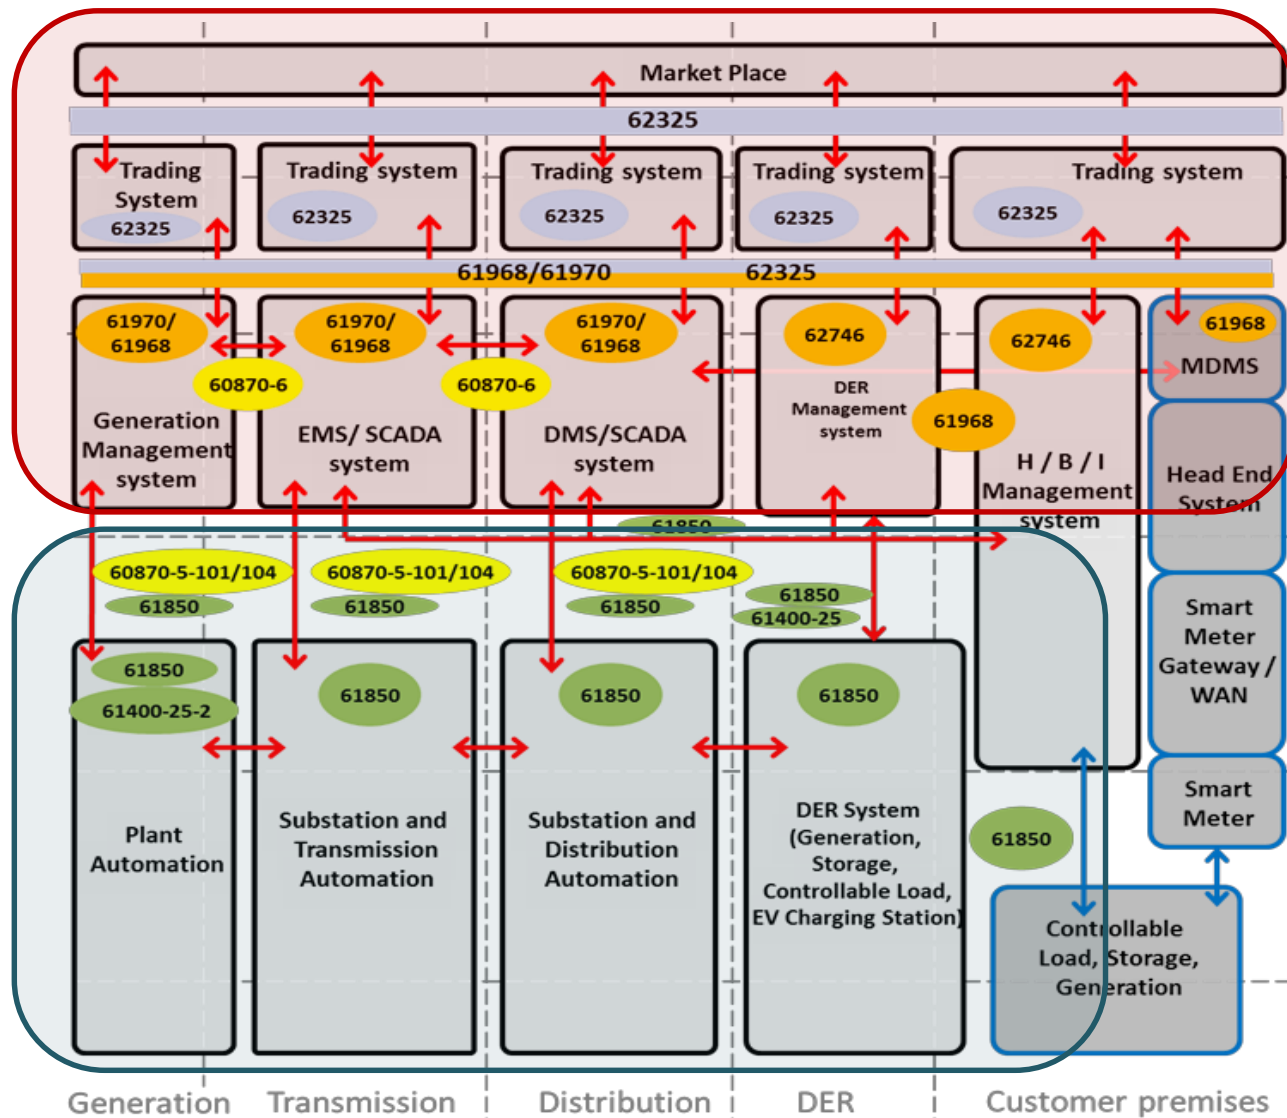 Market Place
62325
Trading
System
62325
Trading system
62325
Trading system
62325
Trading system
62325
Trading system
62325
61968/61970
62325
61970/
61968
Generation
Management
system
60870-6
61970/
61968
EMS/ SCADA
system
60870-6
61970/
61968
DMS/SCADA
system
62746
DER
Management
system
61968
62746
H / B / I
Management
system
61968
MDMS
Head End
System
Smart
Meter
Gateway /
WAN
Smart
Meter
61850
60870-5-101/104
61850
60870-5-101/104
61850
60870-5-101/104
61850
61850
61400-25
61850
61400-25-2
Plant
Automation
61850
Substation and
Transmission
Automation
61850
Substation and
Distribution
Automation
61850
DER System
(Generation,
Storage,
Controllable Load,
EV Charging Station)
61850
Controllable
Load, Storage,
Generation
Generation
Transmission
Distribution
DER
Customer premises